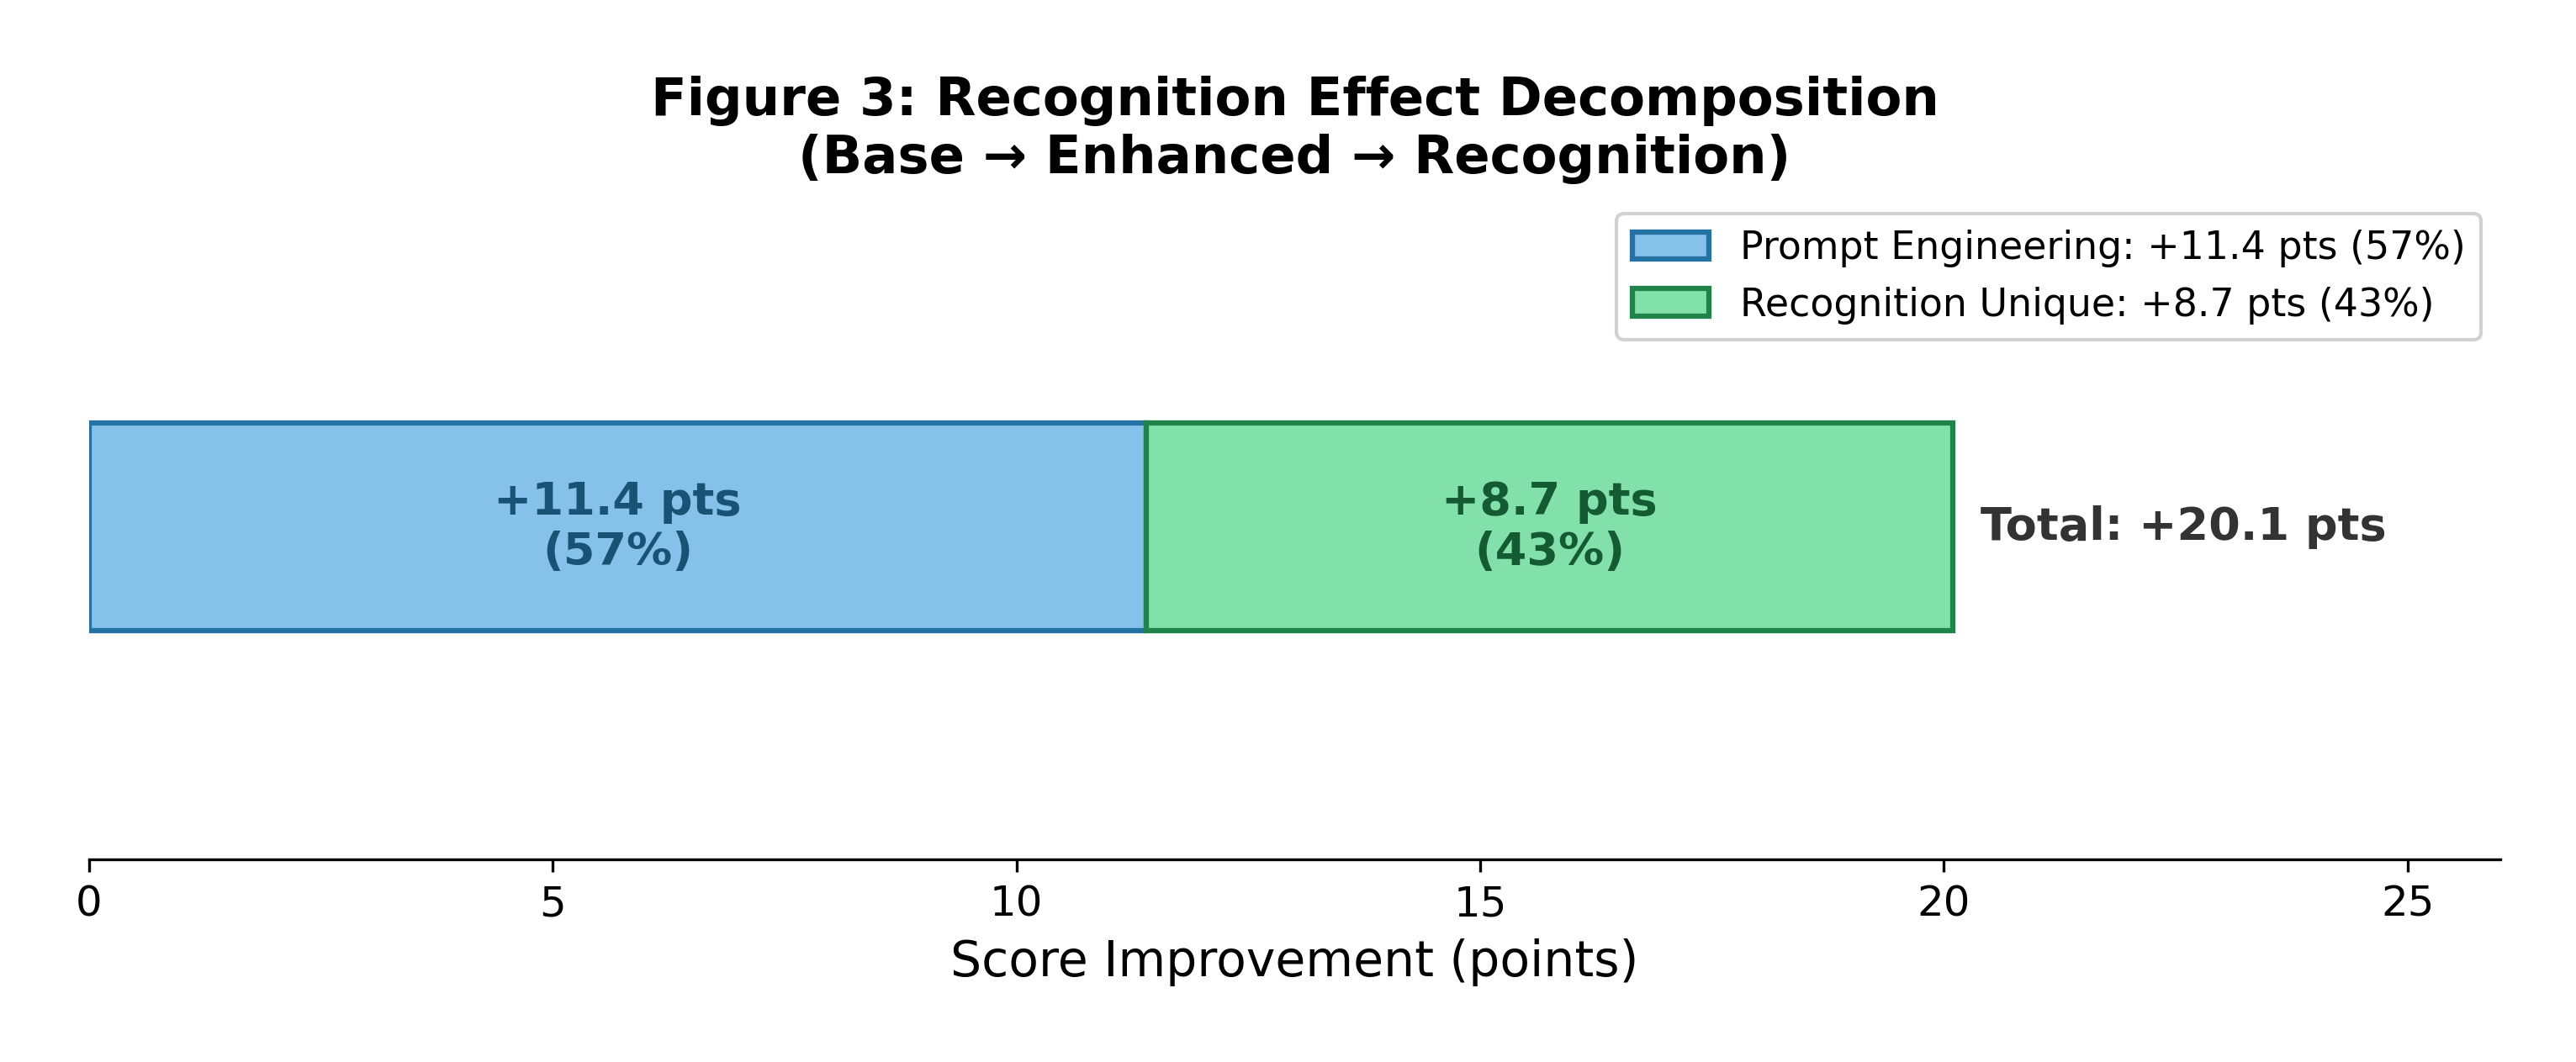 Figure 3: Recognition Effect Decomposition
(Base → Enhanced → Recognition)
Prompt Engineering: +11.4 pts (57%)
Recognition Unique: +8.7 pts (43%)
+11.4 pts
(57%)
+8.7 pts
(43%)
Total: +20.1 pts
0 5 10 15 20 25
Score Improvement (points)